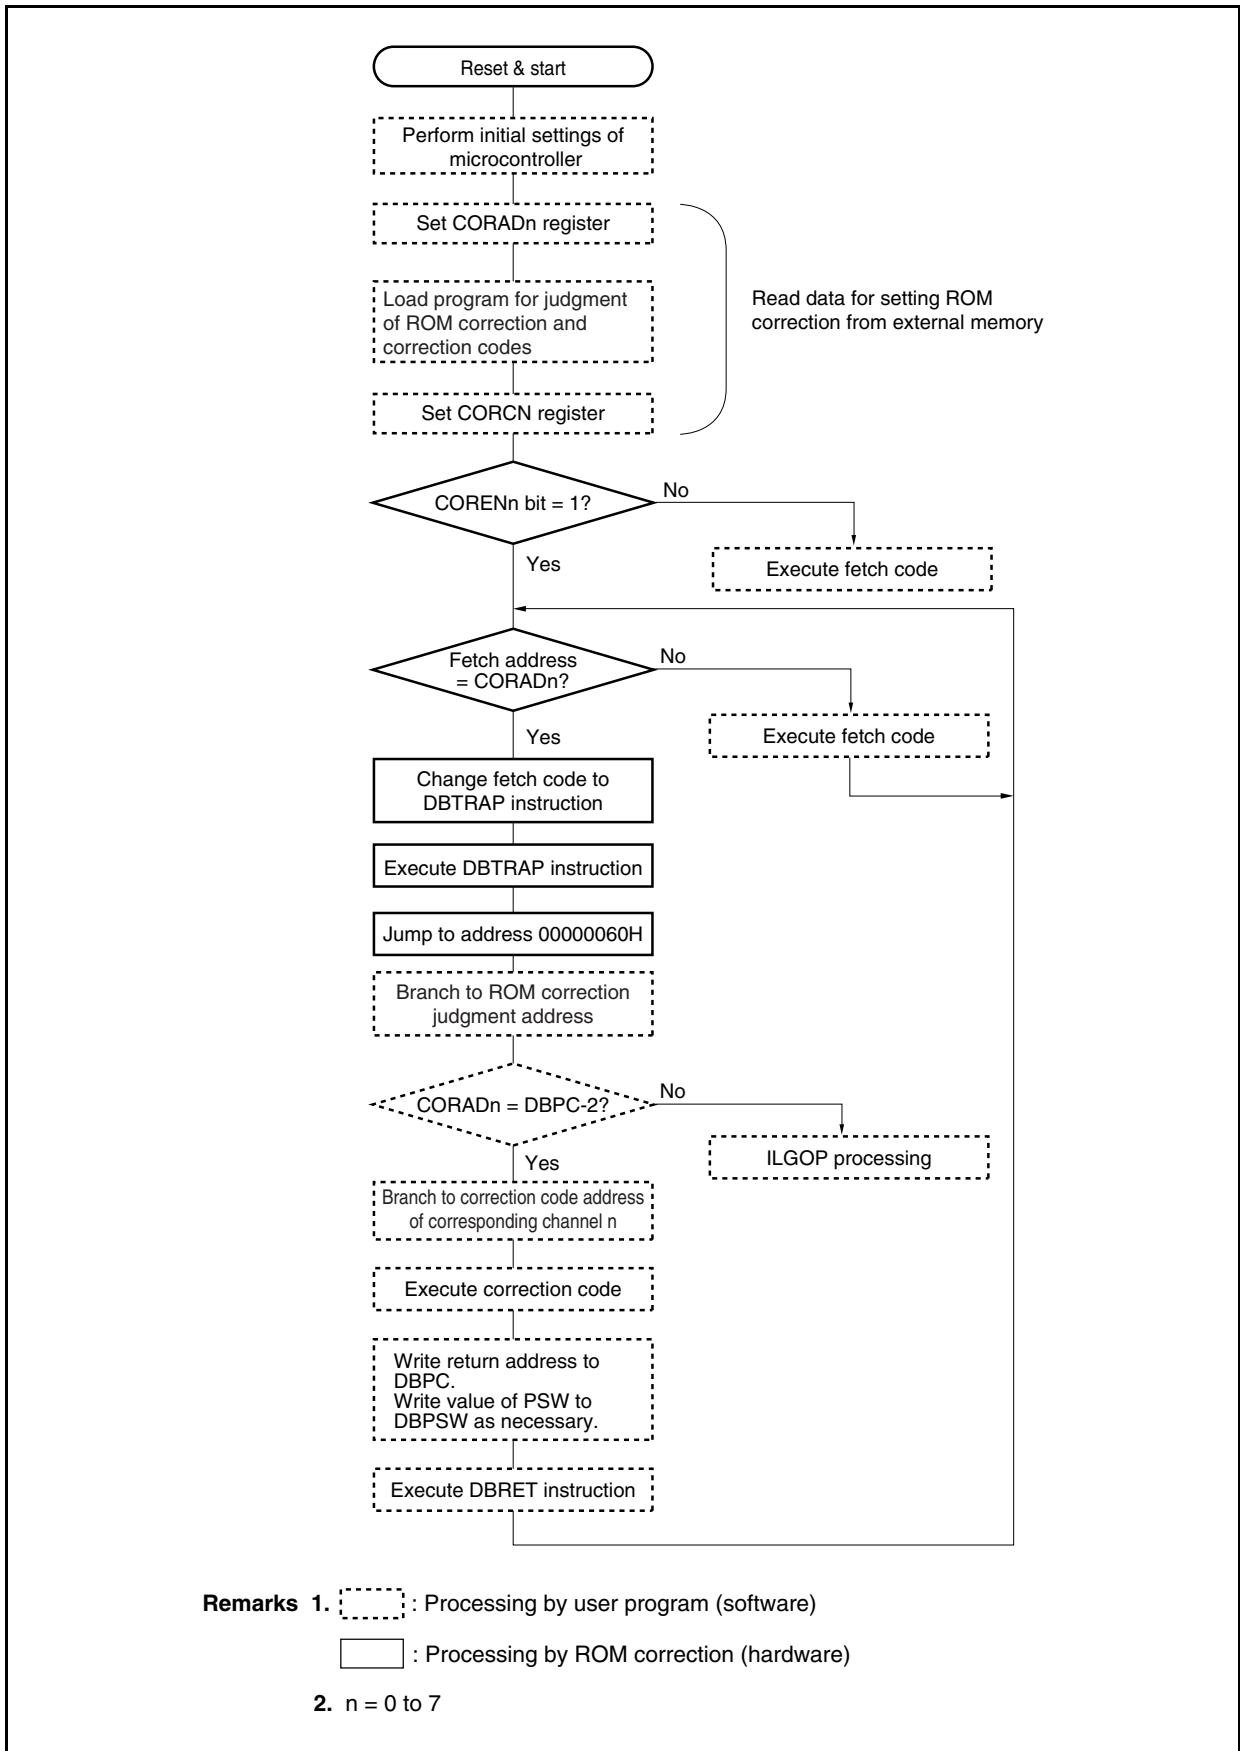 Reset & start
Perform initial settings of
microcontroller
Set CORADn register
Load program for judgment
of ROM correction and
correction codes
Read data for setting ROM
correction from external memory
Set CORCN register
CORENn bit = 1?
No
Execute fetch code
Yes
Fetch address
= CORADn?
No
Execute fetch code
Yes
Change fetch code to
DBTRAP instruction
Execute DBTRAP instruction
Jump to address 00000060H
Branch to ROM correction
judgment address
CORADn = DBPC-2?
No
ILGOP processing
Yes
Branch to correction code address
of corresponding channel n
Execute correction code
Write return address to
DBPC.
Write value of PSW to
DBPSW as necessary.
Execute DBRET instruction
Remarks 1. : Processing by user program (software)
: Processing by ROM correction (hardware)
2. n = 0 to 7